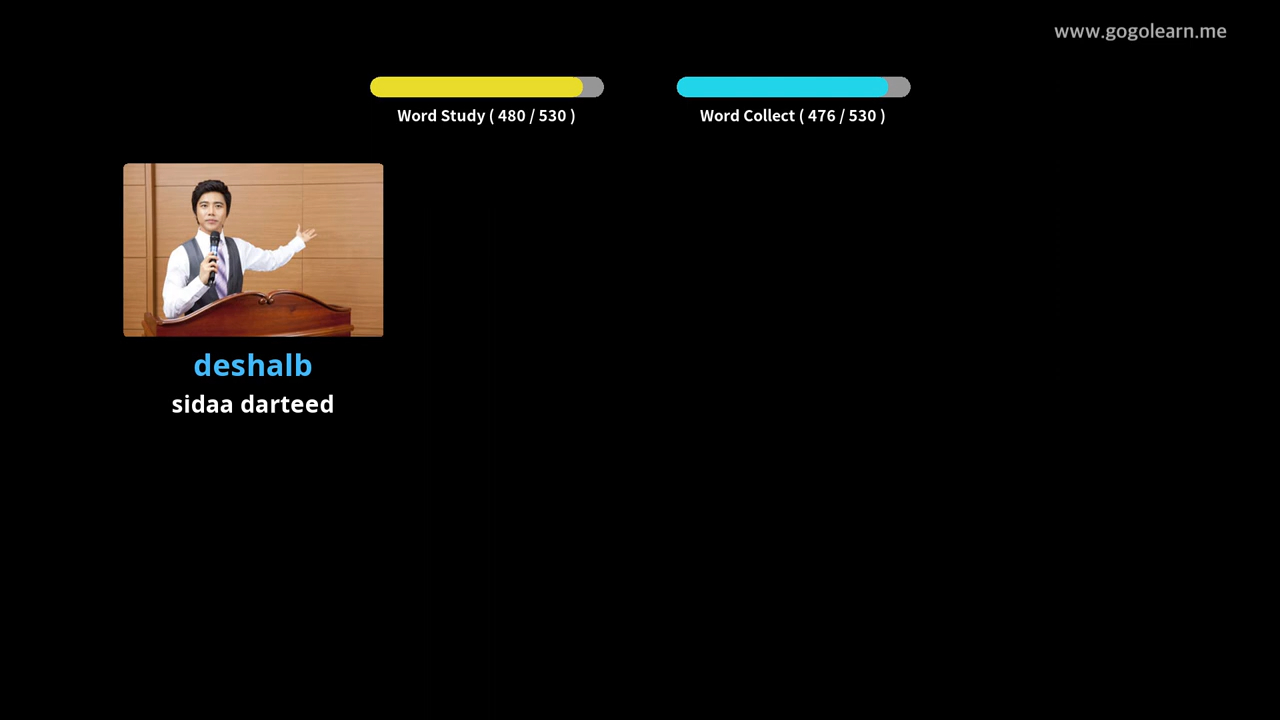 www.gogolearn.me
Word Study ( 480 / 530 )
Word Collect ( 476 / 530 )
deshalb
sidaa darteed